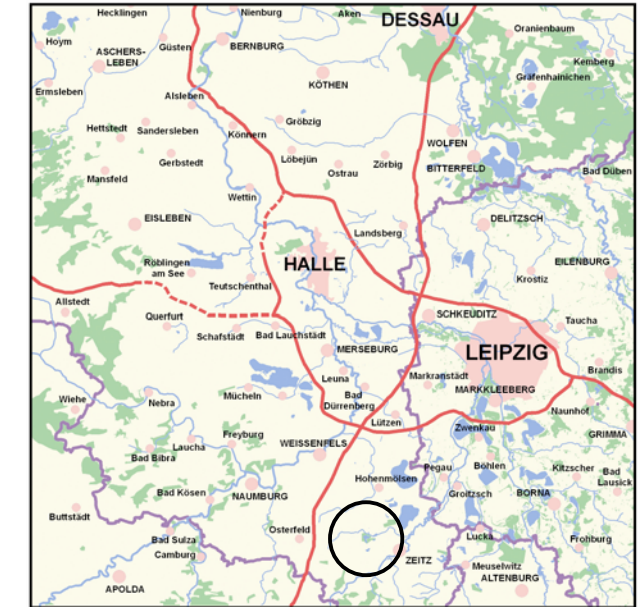 Hecklingen
Nienburg
Aken
DESSAU
Oranienbaum
Hoym
Güsten
BERNBURG
ASCHERS-
LEBEN
Kemberg
Gräfenhainichen
KÖTHEN
Ermsleben
Alsleben
Gröbzig
Hettstedt
Sandersleben
Könnern
WOLFEN
Gerbstedt
Löbejün
Ostrau
Zörbig
BITTERFELD
Bad Düben
Mansfeld
Wettin
EISLEBEN
DELITZSCH
Landsberg
HALLE
Röblingen
am See
EILENBURG
Krostiz
Teutschenthal
Allstedt
Querfurt
SCHKEUDITZ
Taucha
Schafstädt
Bad Lauchstädt
MERSEBURG
LEIPZIG
Brandis
Leuna
Markranstädt
MARKKLEEBERG
Wiehe
Nebra
Mücheln
Bad
Dürrenberg
Naunhof
Lützen
Zwenkau
GRIMMA
Freyburg
WEISSENFELS
Laucha
Bad Bibra
Pegau
Böhlen
Kitzscher
Bad
Lausick
Hohenmölsen
Groitzsch
BORNA
Bad Kösen
NAUMBURG
Buttstädt
Osterfeld
Bad Sulza
Lucka
Frohburg
Camburg
ZEITZ
Meuselwitz
ALTENBURG
APOLDA